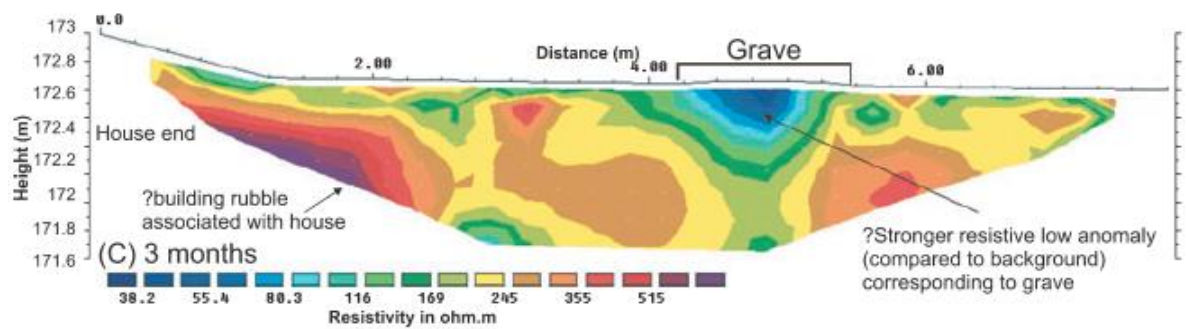 173
172.8
172.6
172.4
172.2
172
171.8
171.6
Height (m)
0.0
Distance (m)
2.00
4.00
6.00
Grave
House end
?building rubble
associated with house
?Stronger resistive low anomaly
(compared to background)
corresponding to grave
(C) 3 months
38.2 55.4 80.3 116 169 245 355 515
Resistivity in ohm.m